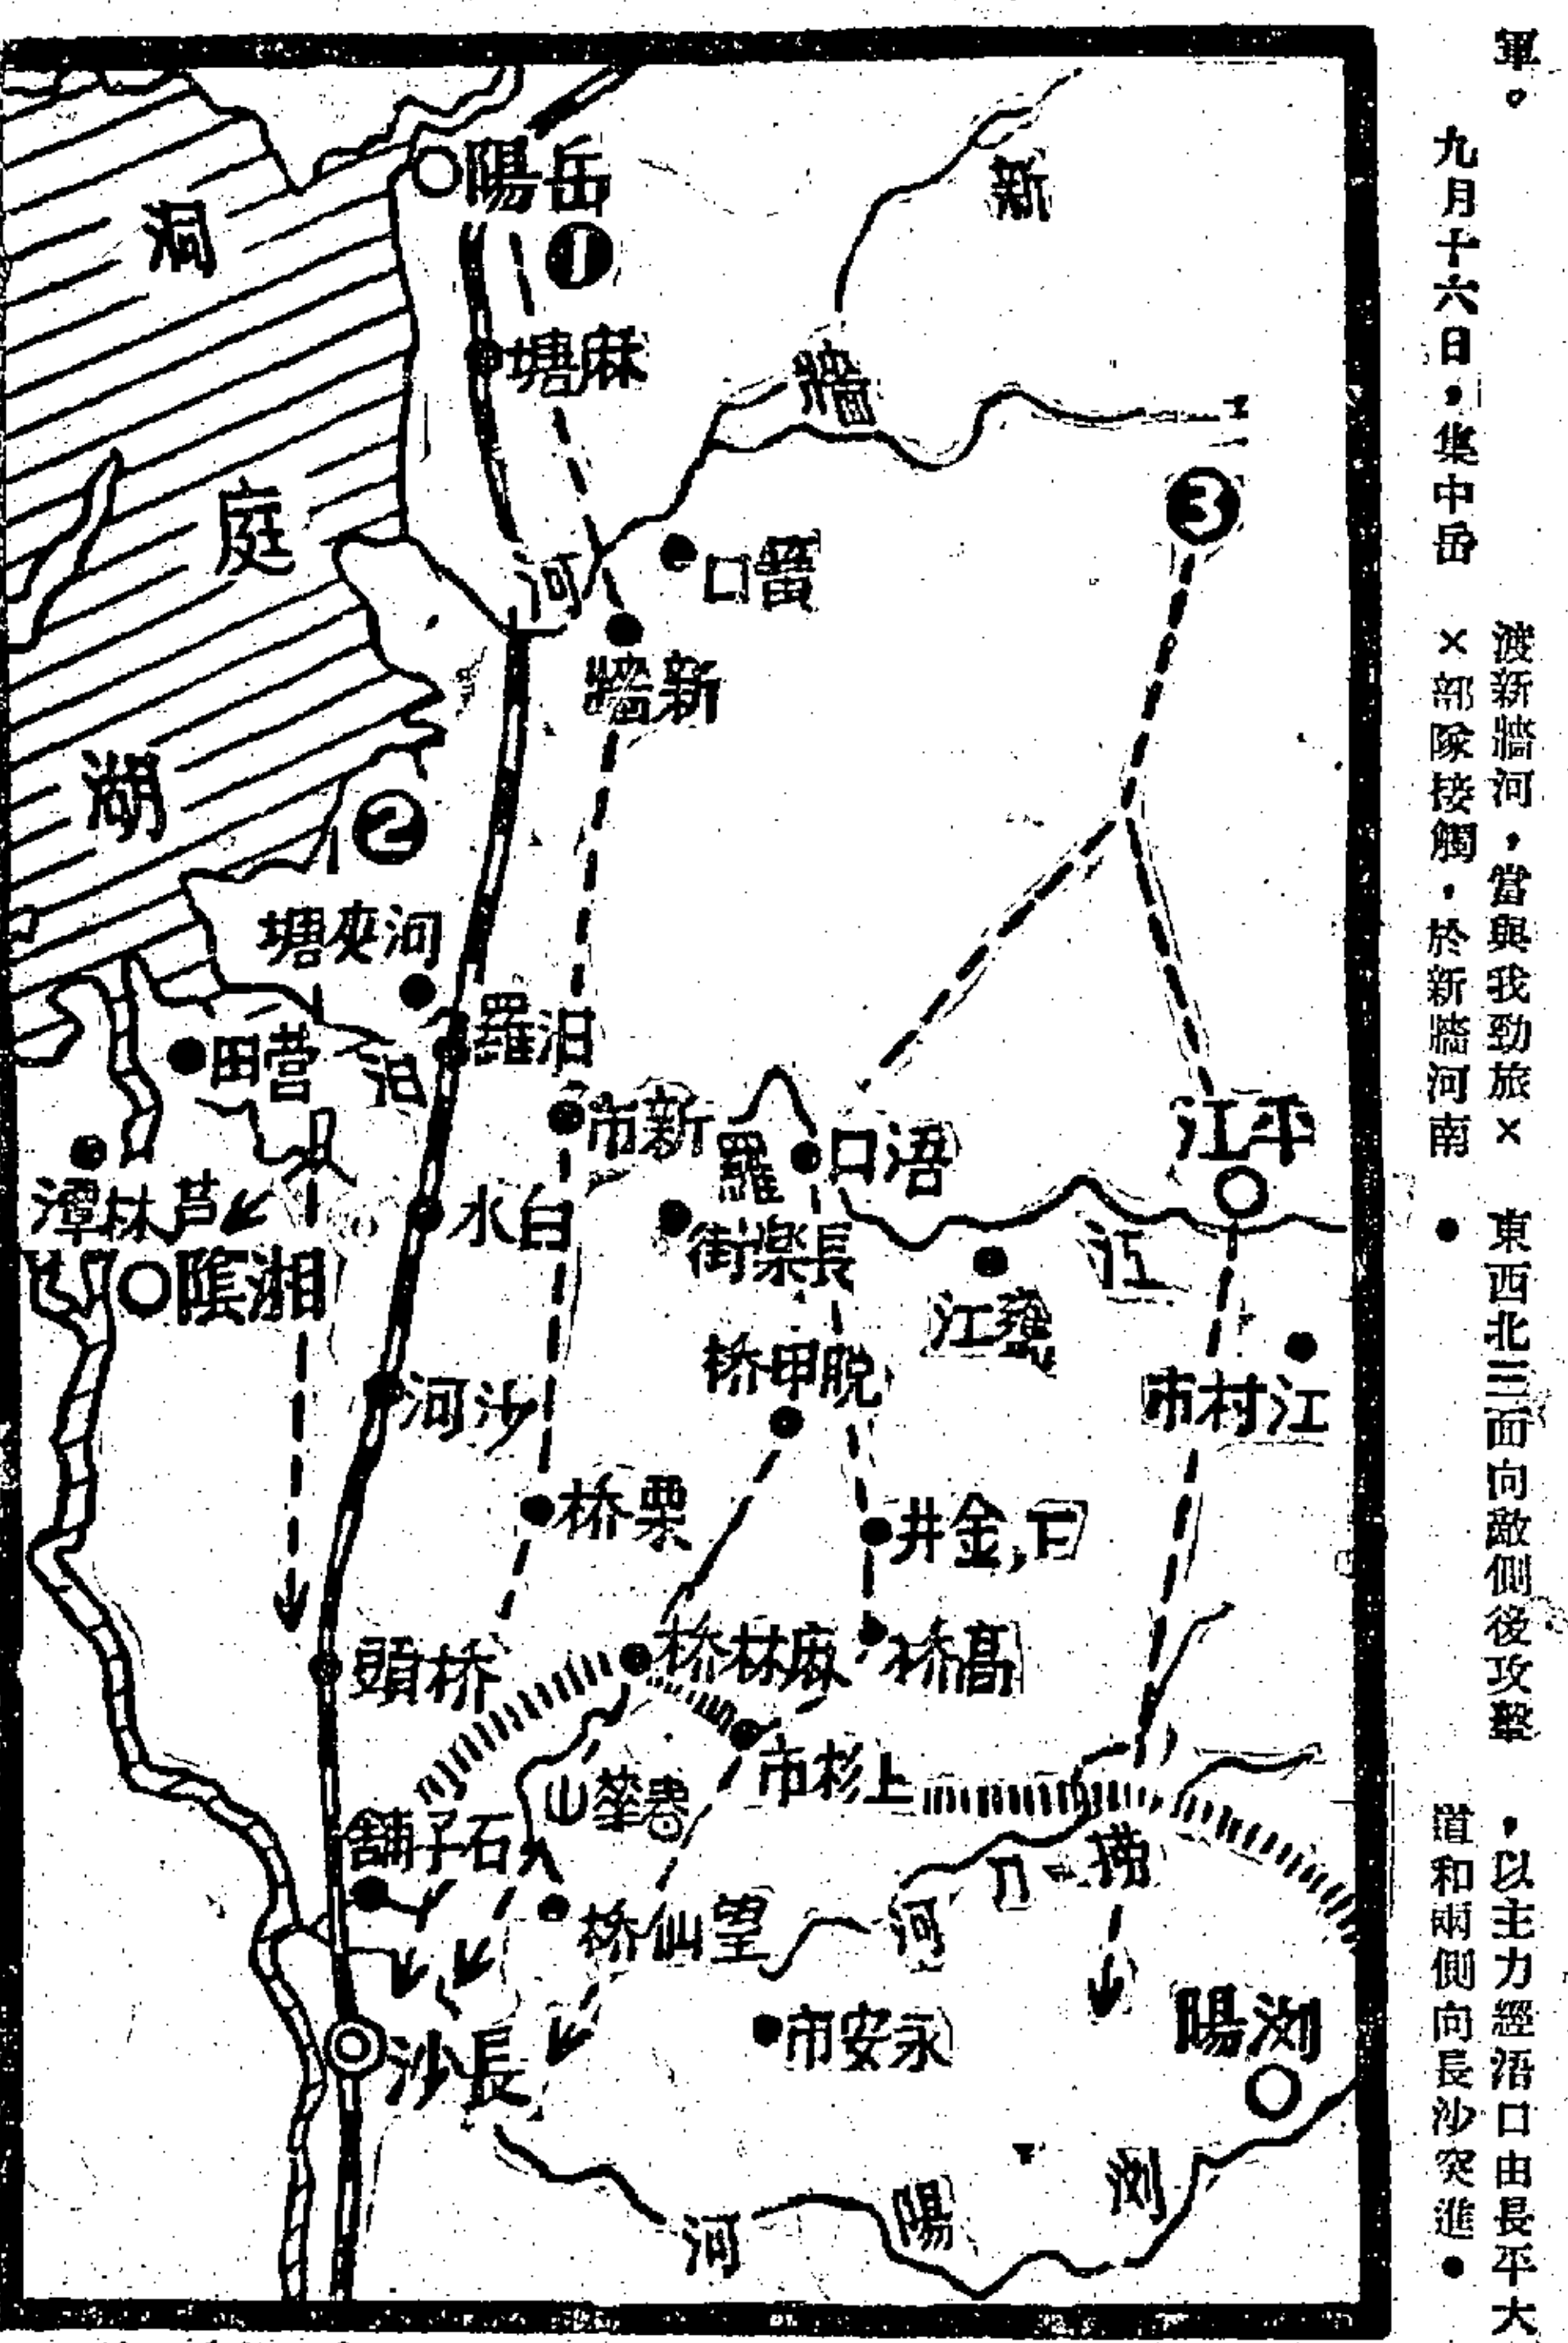 軍。
九月十六日，集中岳
渡新牆河，當與我勁旅×
×部隊接觸，於新牆河南
東西北三面向敵側後攻擊
●
，以主力經浯口由長平大
道和兩側向長沙突進●
岳陽
❶
麻塘
新
牆
河
洞
庭
湖
③
口
新牆
②
河夾塘
汨羅
營田
汨
新市
羅
浯口
平江
芦林潭
湘陰
白水
長樂街
江
甕江
脫甲桥
沙河
江村市
栗桥
金井
桥頭
麻林桥
高桥
上杉市
山
石子舖
撈
刀
河
望仙桥
長沙
永安市
浏陽
浏
陽
河